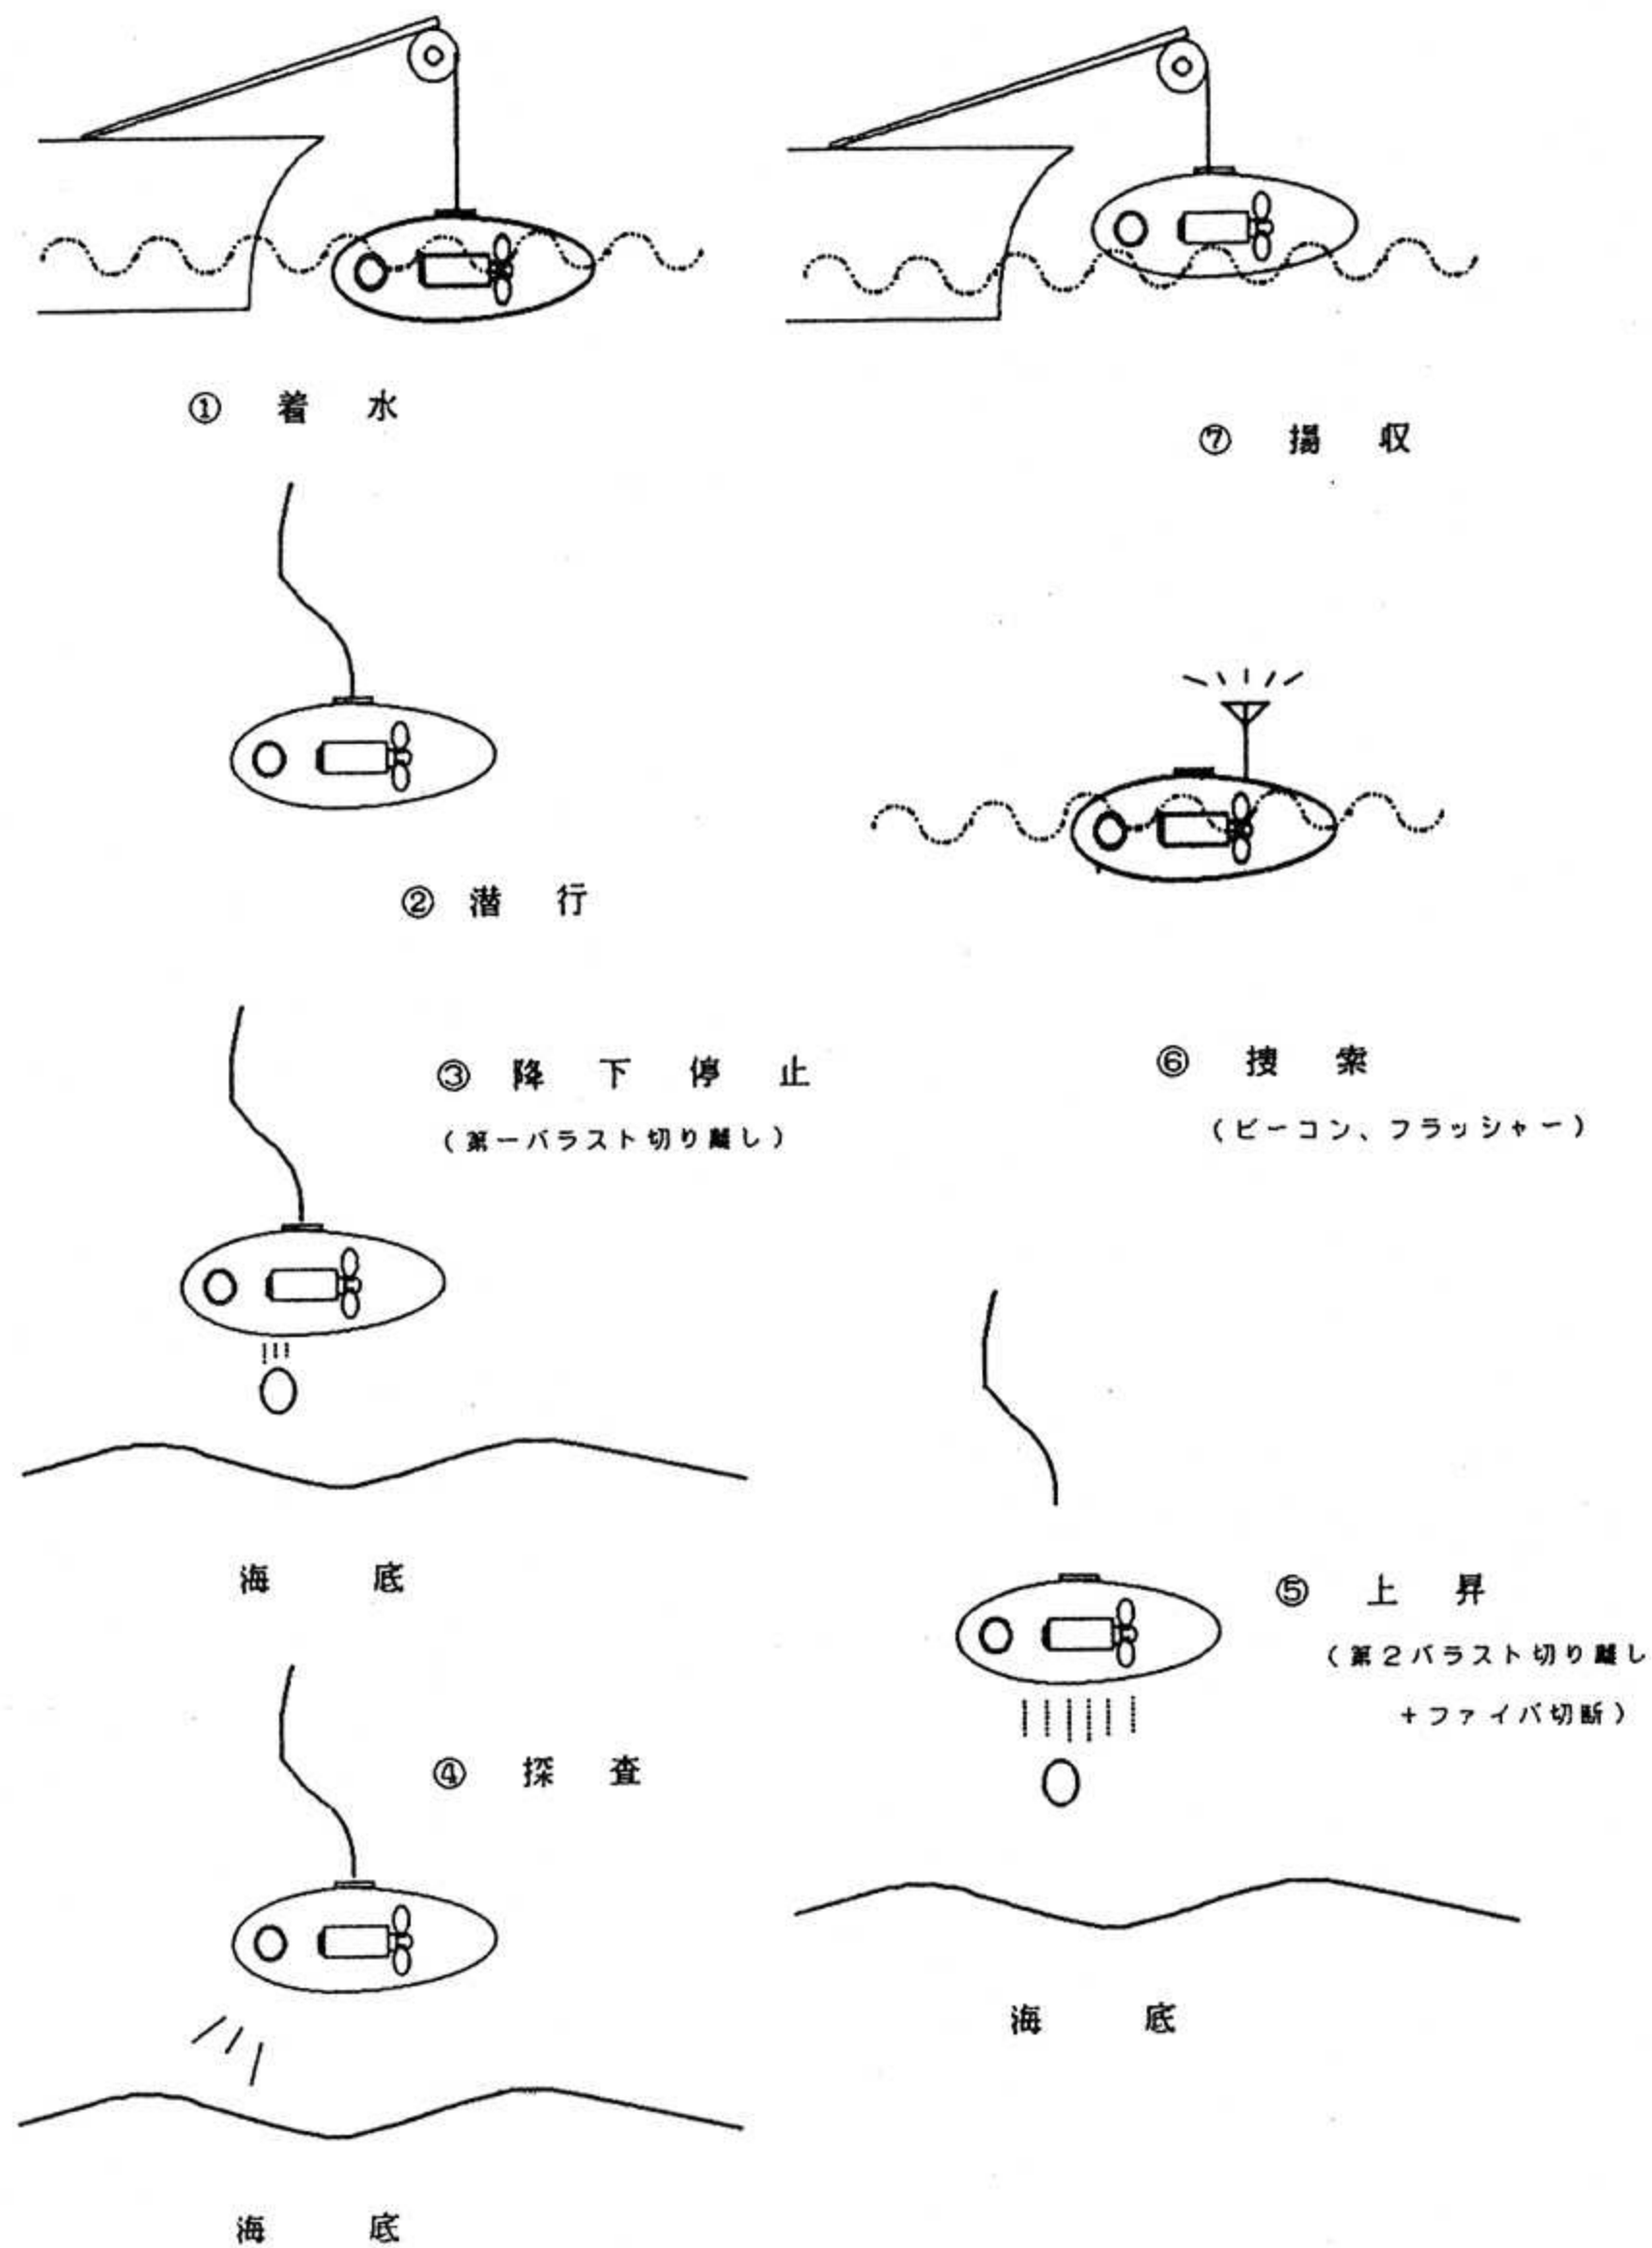 ① 着水
② 潜行
③ 降下停止
(第一バラスト切り離し)
海底
④ 探査
海底
⑤ 上昇
(第2バラスト切り離し
+ファイバ切断)
海底
⑥ 捜索
(ビーコン、フラッシャー)
⑦ 揚収